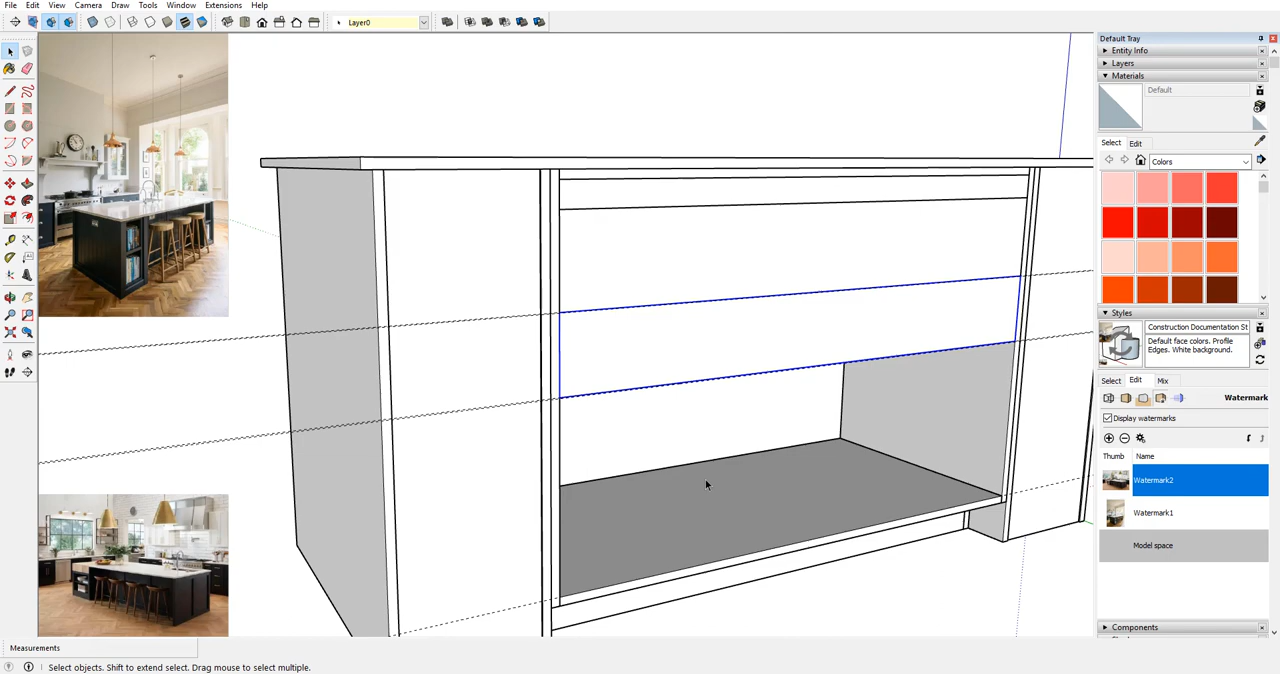 File Edit View Camera Draw Tools Window Extensions Help
Layer0
Default Tray
Entity Info
Layers
Materials
Default
Select Edit
Colors
Styles
Construction Documentation St
Default face colors. Profile
Edges. White background.
Select Edit Mix
Watermark
Display watermarks
Thumb Name
Watermark2
Watermark1
Model space
Components
Measurements
Select objects. Shift to extend select. Drag mouse to select multiple.